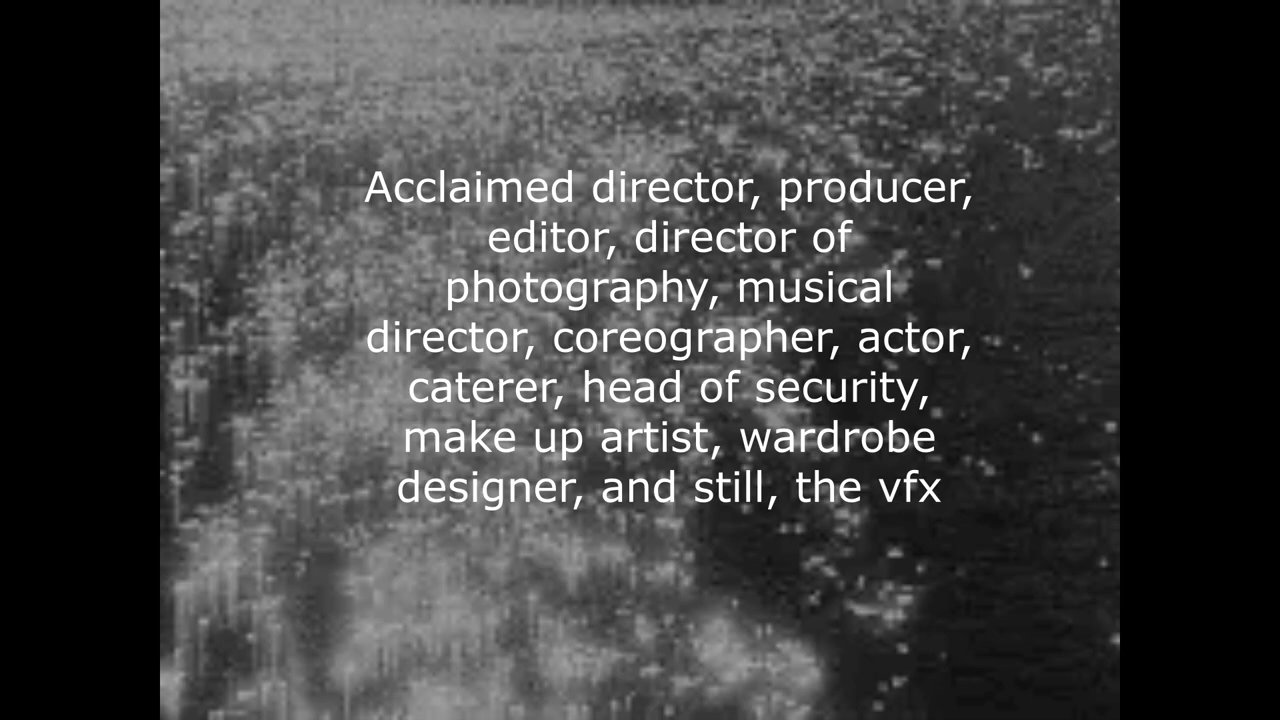 Acclaimed director, producer,
editor, director of
photography, musical
director, coreographer, actor,
caterer, head of security,
make up artist, wardrobe
designer, and still, the vfx